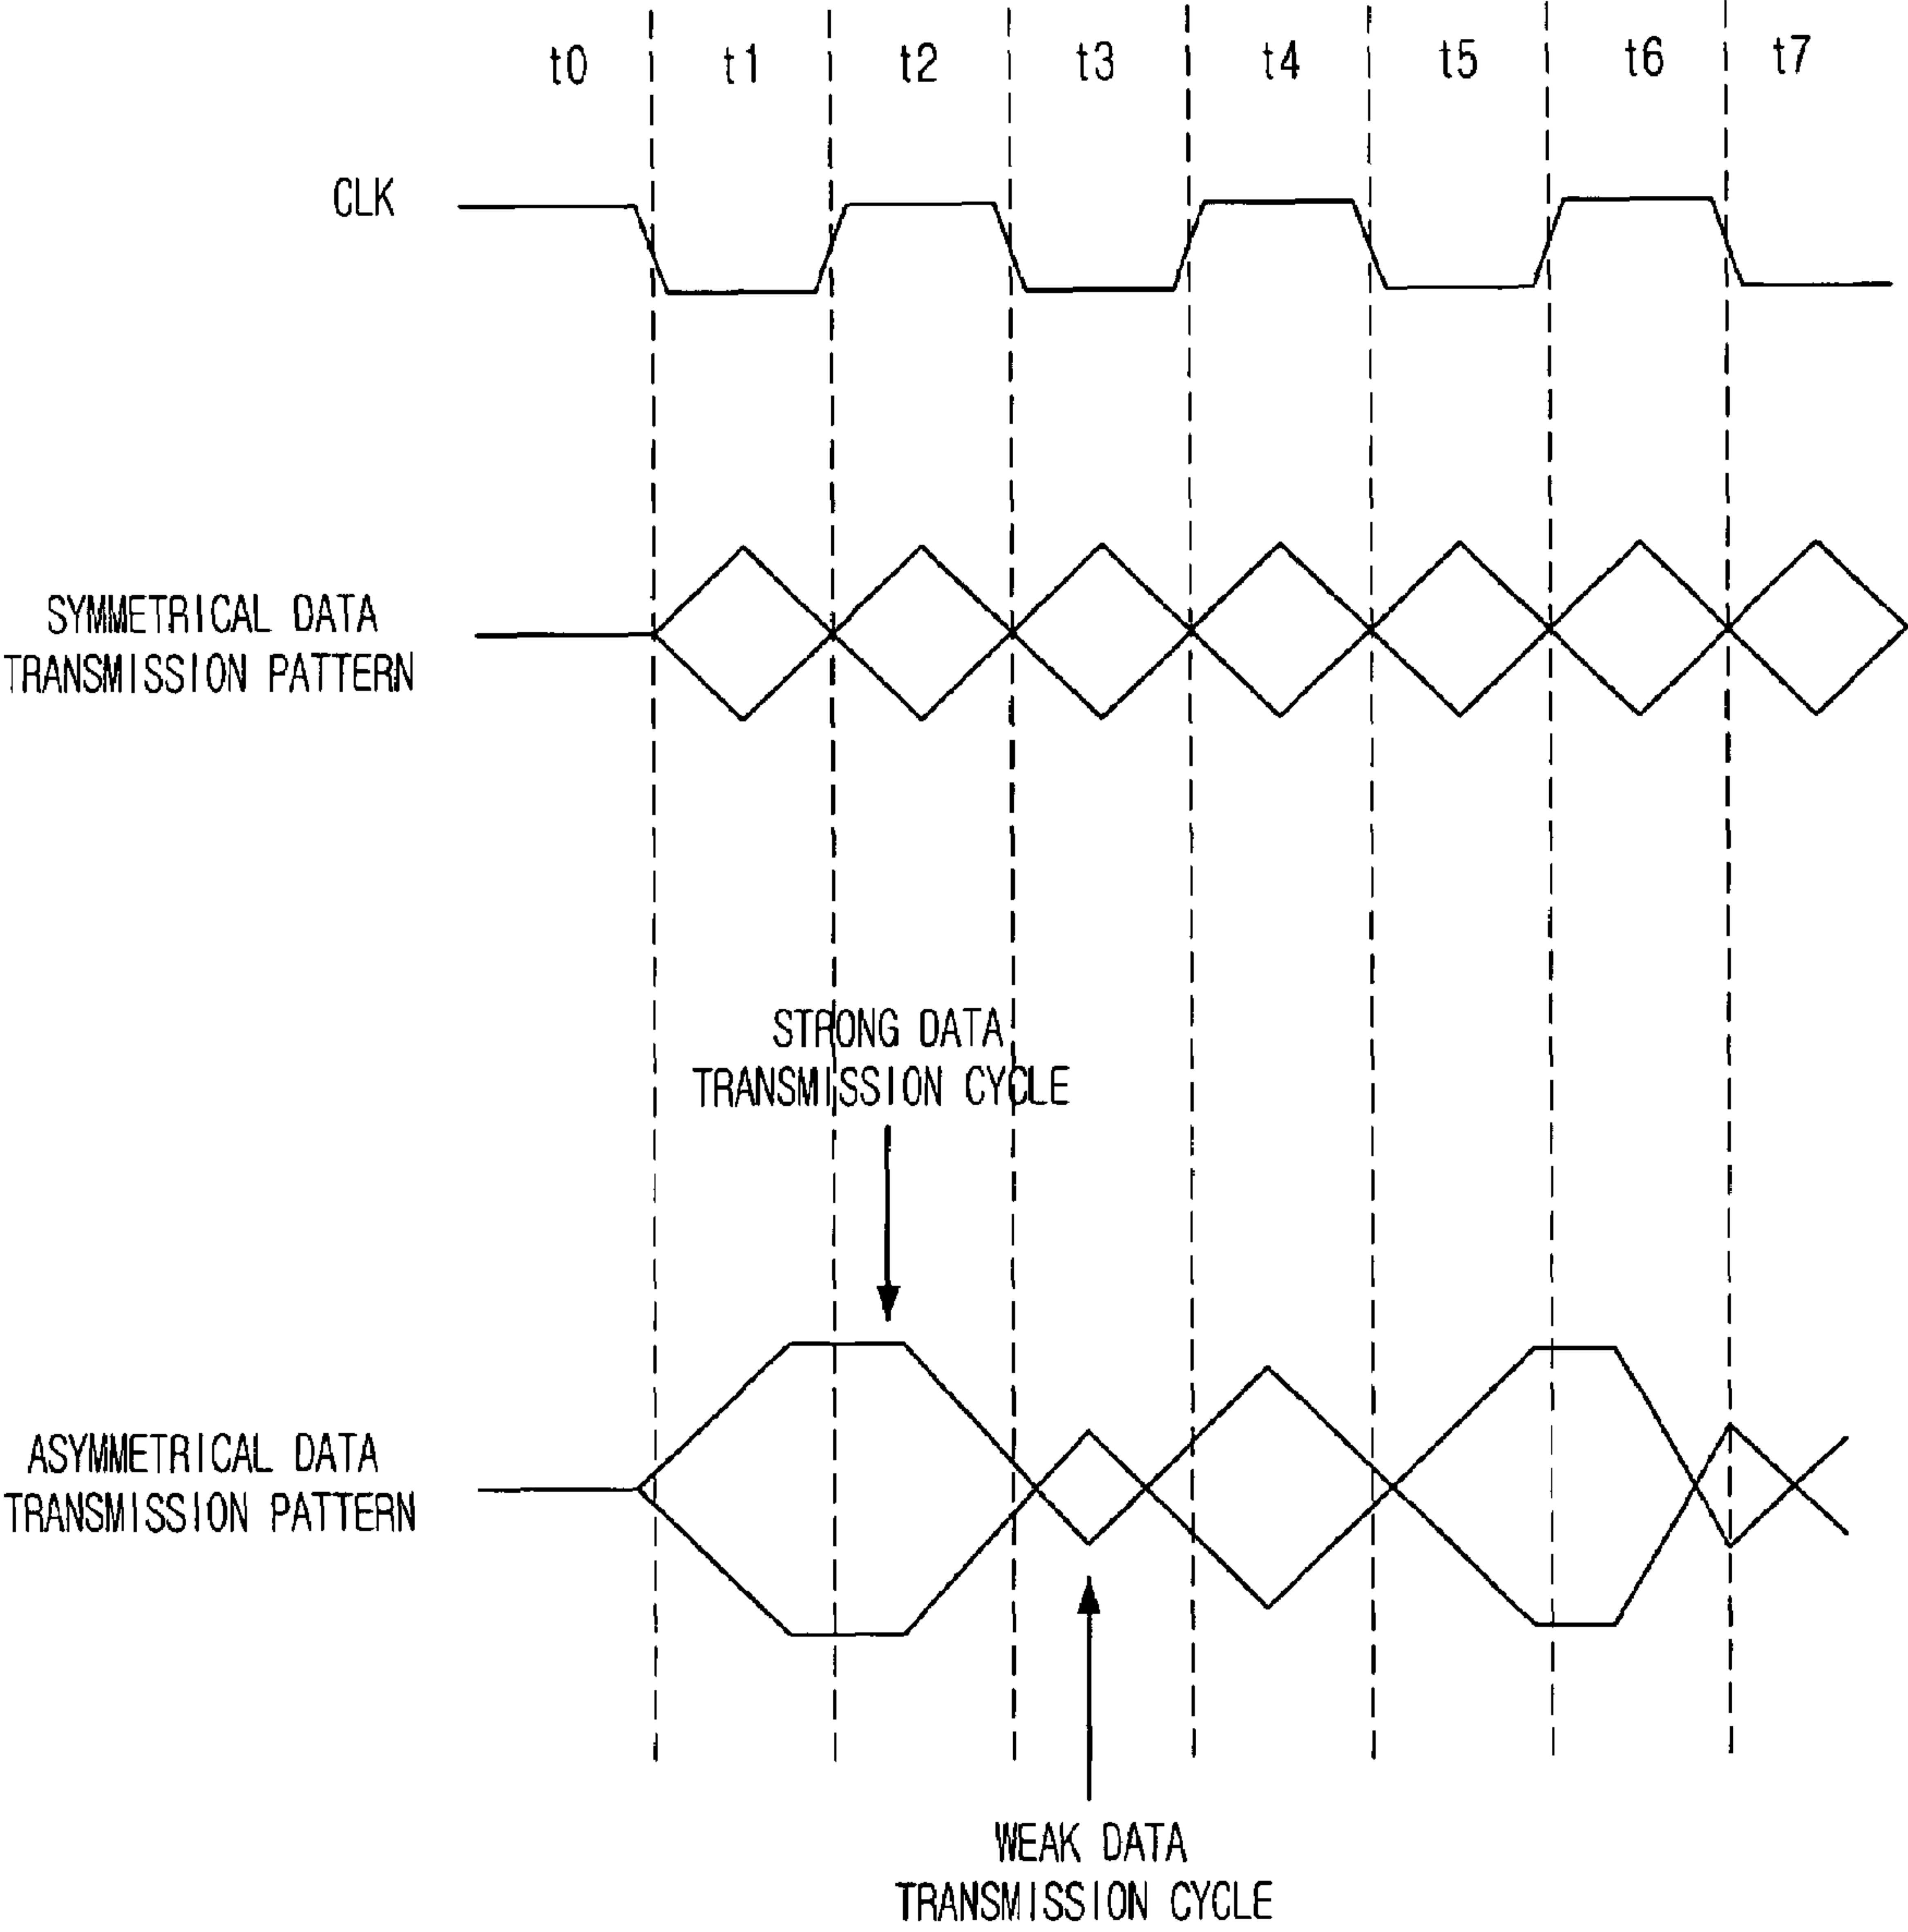 t0 t1 t2 t3 t4 t5 t6 t7
CLK
SYMMETRICAL DATA
TRANSMISSION PATTERN
STRONG DATA
TRANSMISSION CYCLE
ASYMMETRICAL DATA
TRANSMISSION PATTERN
WEAK DATA
TRANSMISSION CYCLE